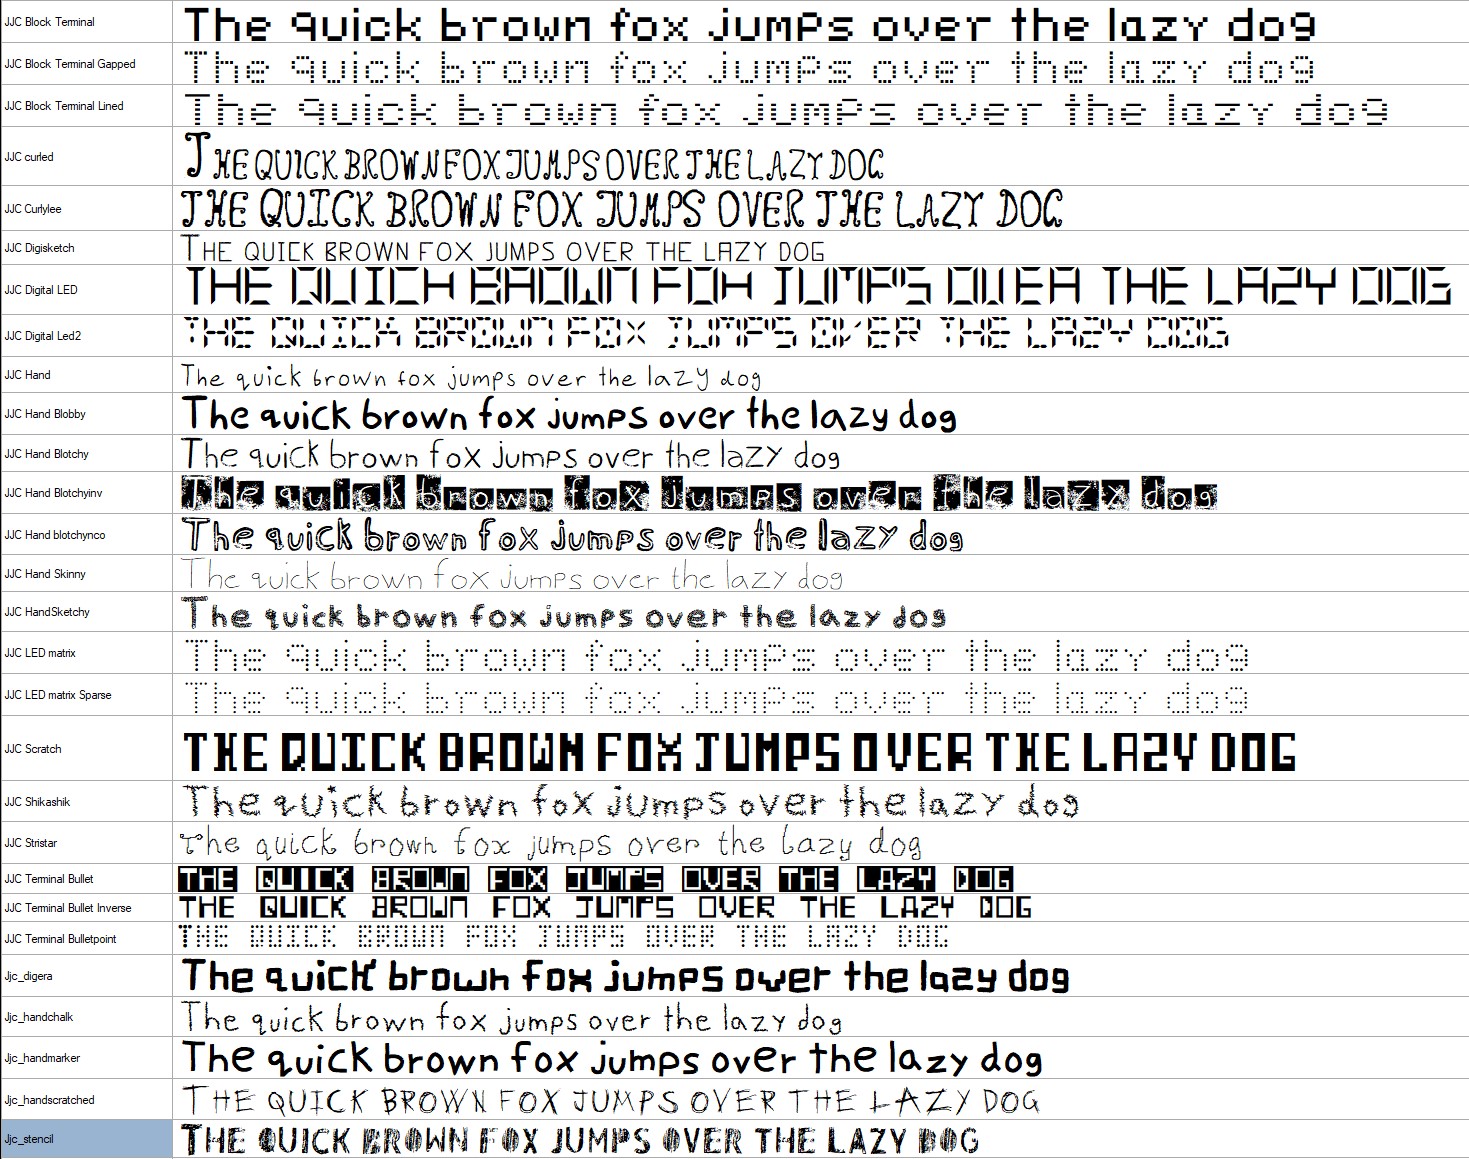 JJC Block Terminal The quick brown fox jumps over the lazy dog
JJC Block Terminal Gapped The quick brown fox jumps over the lazy dog
JJC Block Terminal Lined The quick brown fox jumps over the lazy dog
JJC curled THE QUICK BROWN FOX JUMPS OVER THE LAZY DOG
JJC Curlylee THE QUICK BROWN FOX JUMPS OVER THE LAZY DOG
JJC Digisketch THE QUICK BROWN FOX JUMPS OVER THE LAZY DOG
JJC Digital LED THE QUICK BROWN FOX JUMPS OVER THE LAZY DOG
JJC Digital Led2 THE QUICK BROWN FOX JUMPS OVER THE LAZY DOG
JJC Hand The quick brown fox jumps over the lazy dog
JJC Hand Blobby The quick brown fox jumps over the lazy dog
JJC Hand Blotchy The quick brown fox jumps over the lazy dog
JJC Hand Blotchyinv The quick brown fox jumps over the lazy dog
JJC Hand blotchynco The quick brown fox jumps over the lazy dog
JJC Hand Skinny The quick brown fox jumps over the lazy dog
JJC HandSketchy The quick brown fox jumps over the lazy dog
JJC LED matrix The quick brown fox jumps over the lazy dog
JJC LED matrix Sparse The quick brown fox jumps over the lazy dog
JJC Scratch THE QUICK BROWN FOX JUMPS OVER THE LAZY DOG
JJC Shikashik The quick brown fox jumps over the lazy dog
JJC Stristar The quick brown fox jumps over the lazy dog
JJC Terminal Bullet THE QUICK BROWN FOX JUMPS OVER THE LAZY DOG
JJC Terminal Bullet Inverse THE QUICK BROWN FOX JUMPS OVER THE LAZY DOG
JJC Terminal Bulletpoint THE QUICK BROWN FOX JUMPS OVER THE LAZY DOG
Jjc_digera The quick brown fox jumps over the lazy dog
Jjc_handchalk The quick brown fox jumps over the lazy dog
Jjc_handmarker The quick brown fox jumps over the lazy dog
Jjc_handscratched THE QUICK BROWN FOX JUMPS OVER THE LAZY DOG
Jjc_stencil THE QUICK BROWN FOX JUMPS OVER THE LAZY DOG